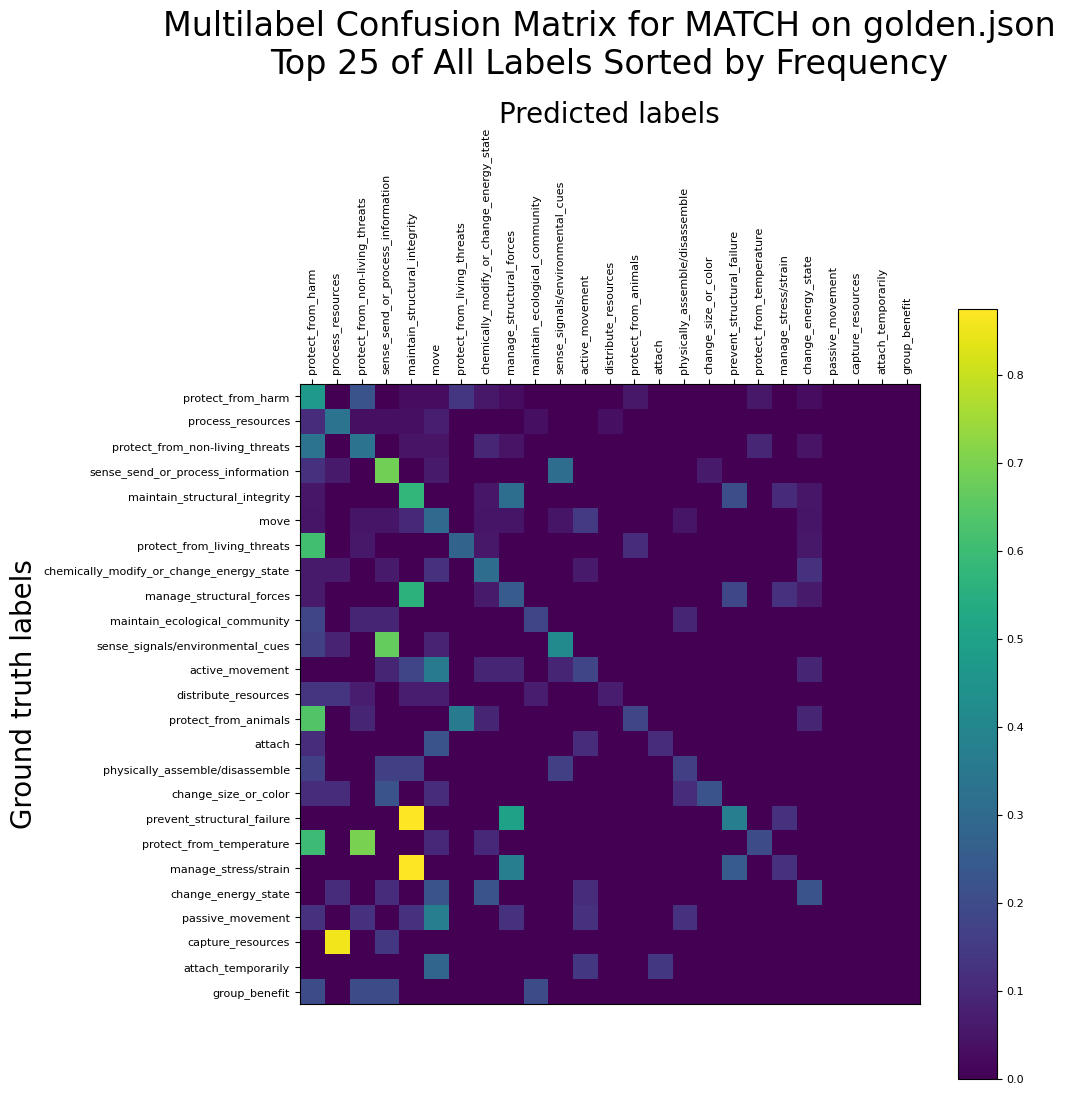 Multilabel Confusion Matrix for MATCH on golden.json
Top 25 of All Labels Sorted by Frequency
Predicted labels
protect_from_harm
process_resources
protect_from_non-living_threats
sense_send_or_process_information
maintain_structural_integrity
move
protect_from_living_threats
chemically_modify_or_change_energy_state
manage_structural_forces
maintain_ecological_community
sense_signals/environmental_cues
active_movement
distribute_resources
protect_from_animals
attach
physically_assemble/disassemble
change_size_or_color
prevent_structural_failure
protect_from_temperature
manage_stress/strain
change_energy_state
passive_movement
capture_resources
attach_temporarily
group_benefit
Ground truth labels
protect_from_harm
process_resources
protect_from_non-living_threats
sense_send_or_process_information
maintain_structural_integrity
move
protect_from_living_threats
chemically_modify_or_change_energy_state
manage_structural_forces
maintain_ecological_community
sense_signals/environmental_cues
active_movement
distribute_resources
protect_from_animals
attach
physically_assemble/disassemble
change_size_or_color
prevent_structural_failure
protect_from_temperature
manage_stress/strain
change_energy_state
passive_movement
capture_resources
attach_temporarily
group_benefit
0.8
0.7
0.6
0.5
0.4
0.3
0.2
0.1
0.0